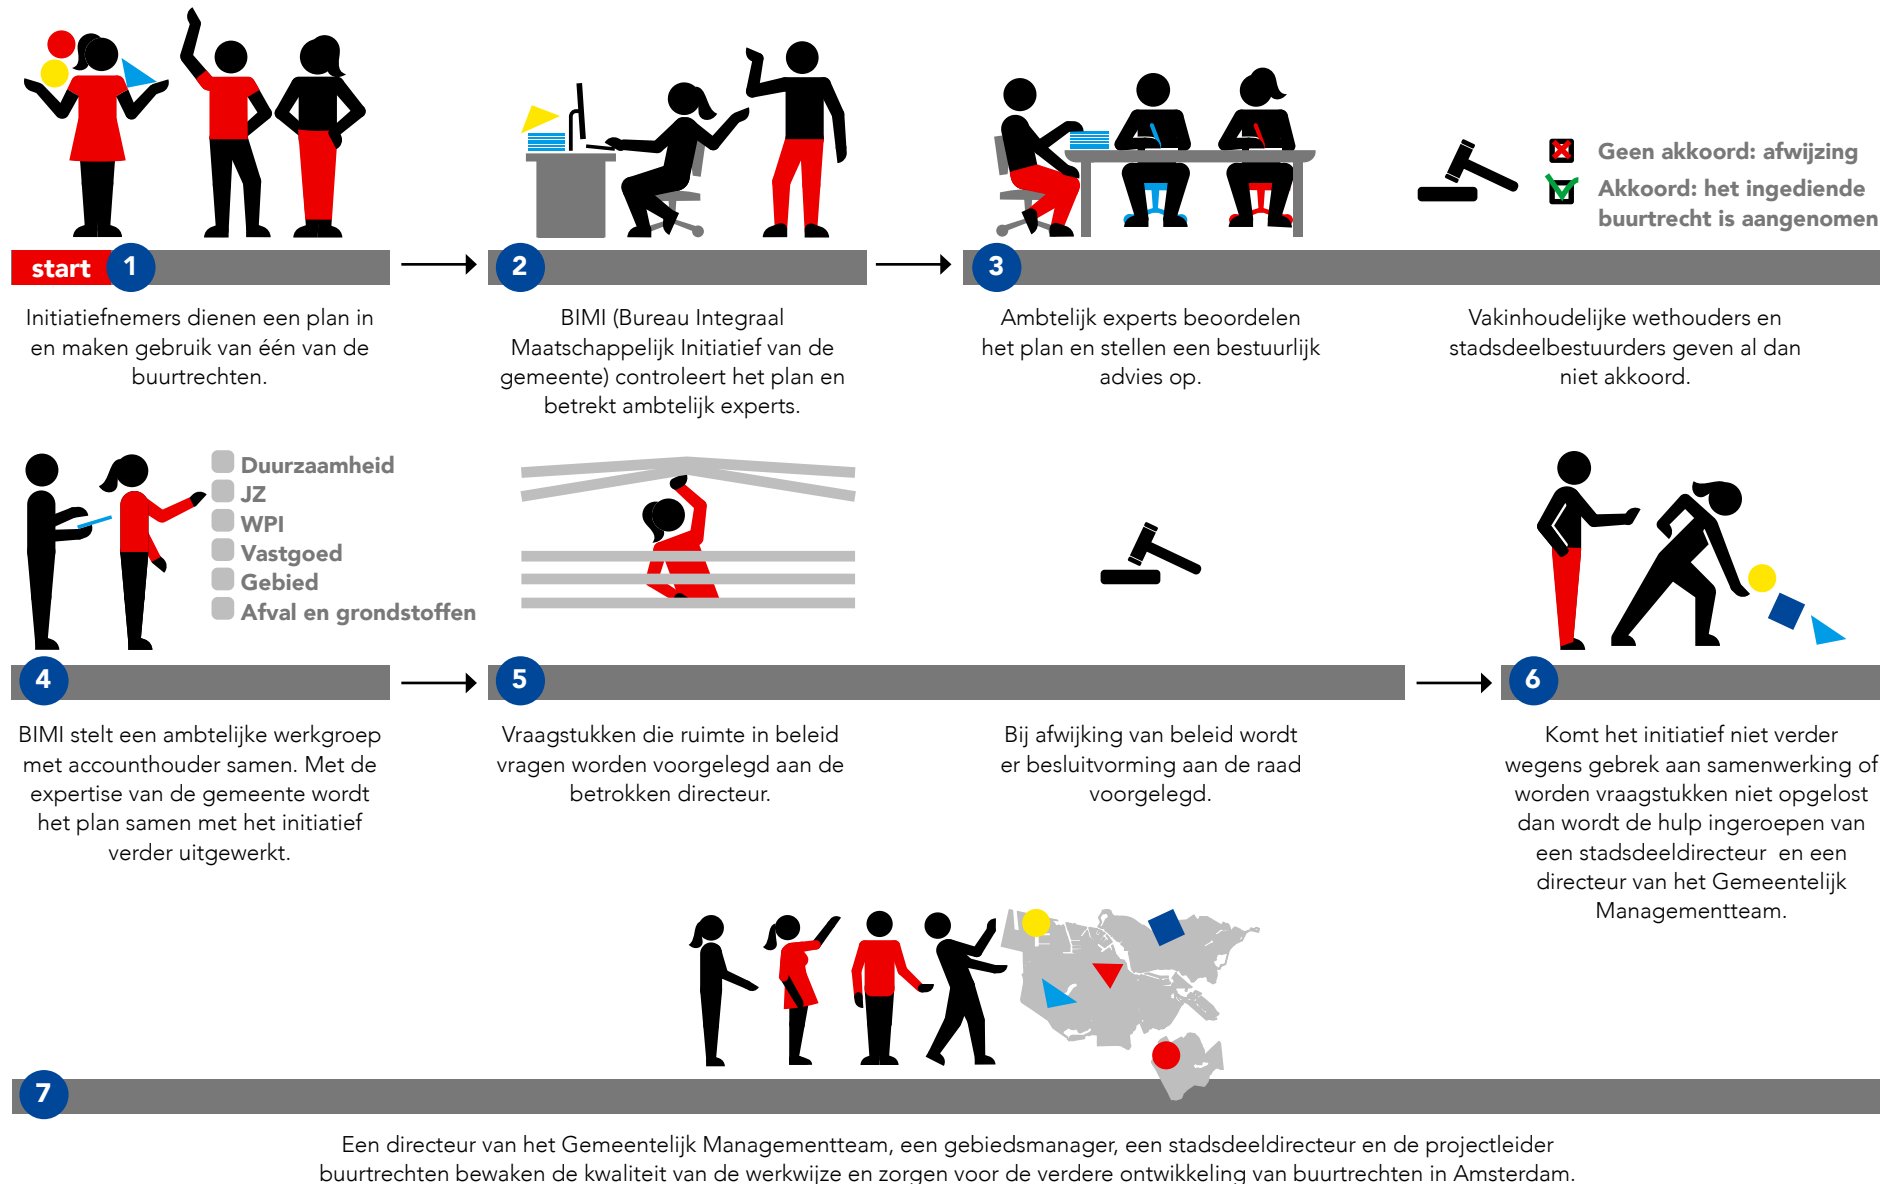 Geen akkoord: afwijzing
Akkoord: het ingediende
buurtrecht is aangenomen
start 1
Initiatiefnemers dienen een plan in
en maken gebruik van één van de
buurtrechten.
2
BIMI (Bureau Integraal
Maatschappelijk Initiatief van de
gemeente) controleert het plan en
betrekt ambtelijk experts.
3
Ambtelijk experts beoordelen
het plan en stellen een bestuurlijk
advies op.
Vakinhoudelijke wethouders en
stadsdeelbestuurders geven al dan
niet akkoord.
Duurzaamheid
JZ
WPI
Vastgoed
Gebied
Afval en grondstoffen
4
BIMI stelt een ambtelijke werkgroep
met accounthouder samen. Met de
expertise van de gemeente wordt
het plan samen met het initiatief
verder uitgewerkt.
5
Vraagstukken die ruimte in beleid
vragen worden voorgelegd aan de
betrokken directeur.
Bij afwijking van beleid wordt
er besluitvorming aan de raad
voorgelegd.
6
Komt het initiatief niet verder
wegens gebrek aan samenwerking of
worden vraagstukken niet opgelost
dan wordt de hulp ingeroepen van
een stadsdeeldirecteur en een
directeur van het Gemeentelijk
Managementteam.
7
Een directeur van het Gemeentelijk Managementteam, een gebiedsmanager, een stadsdeeldirecteur en de projectleider
buurtrechten bewaken de kwaliteit van de werkwijze en zorgen voor de verdere ontwikkeling van buurtrechten in Amsterdam.